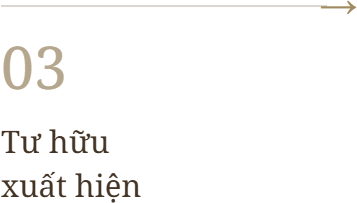 03
Tư hữu
xuất hiện